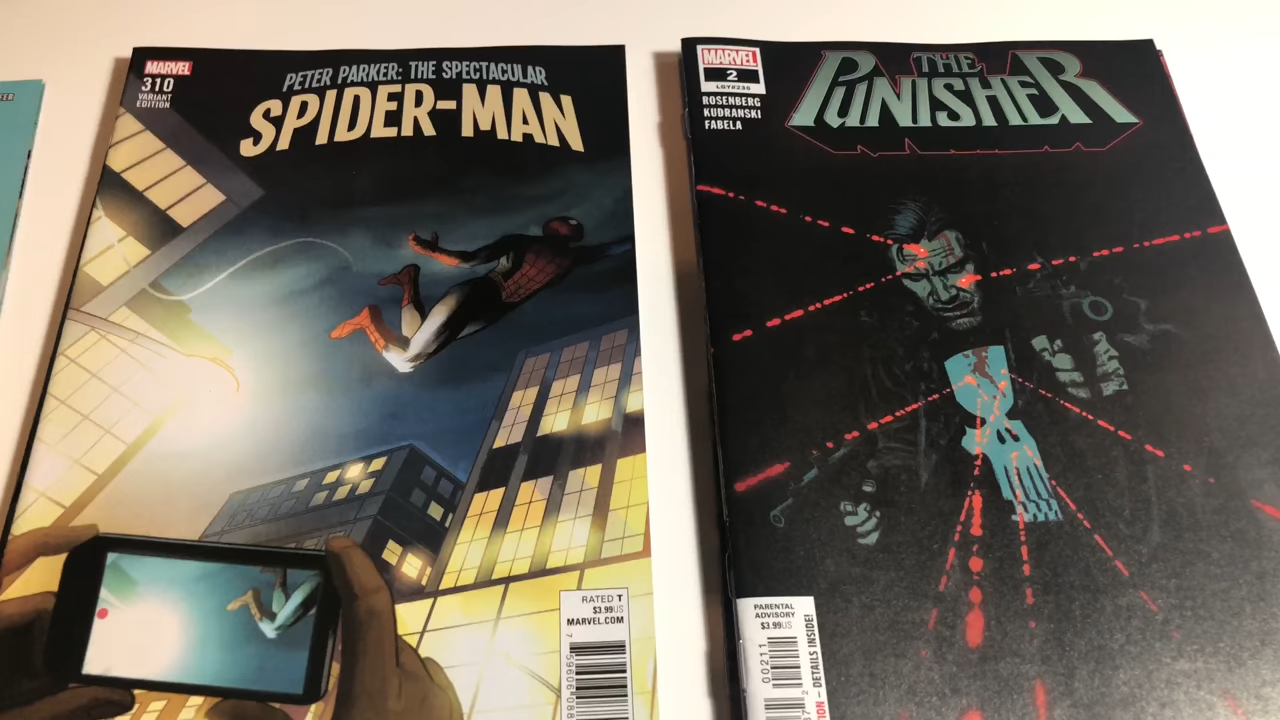 MARVEL
310
VARIANT
EDITION
PETER PARKER: THE SPECTACULAR
SPIDER-MAN
RATED T
$3.99US
MARVEL.COM
MARVEL
2
LGY#230
ROSENBERG
KUDRANSKI
FABELA
THE
PUNISHER
PARENTAL
ADVISORY
$3.99US
00211
DETAILS INSIDE!